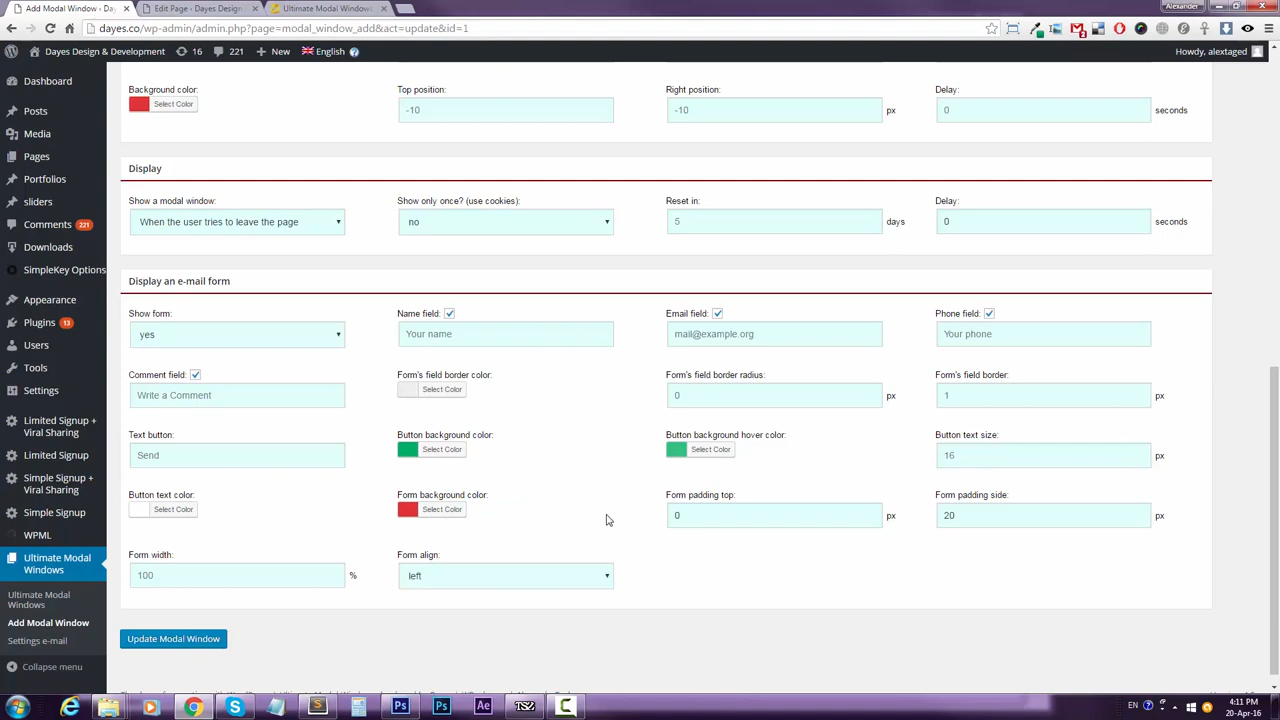 Add Modal Window ‹ Day
Edit Page ‹ Dayes Design
Ultimate Modal Windows
Alexander
dayes.co/wp-admin/admin.php?page=modal_window_add&act=update&id=1
Dayes Design & Development
16
221
New
English
Howdy, alextaged
Dashboard
Posts
Media
Pages
Portfolios
sliders
Comments 221
Downloads
SimpleKey Options
Appearance
Plugins 13
Users
Tools
Settings
Limited Signup +
Viral Sharing
Limited Signup
Simple Signup +
Viral Sharing
Simple Signup
WPML
Ultimate Modal
Windows
Ultimate Modal
Windows
Add Modal Window
Settings e-mail
Collapse menu
Background color:
Top position:
Right position:
Delay:
Select Color
-10
-10 px
0 seconds
Display
Show a modal window:
Show only once? (use cookies):
Reset in:
Delay:
When the user tries to leave the page
no
5 days
0 seconds
Display an e-mail form
Show form:
Name field:
Email field:
Phone field:
yes
Your name
mail@example.org
Your phone
Comment field:
Form's field border color:
Form's field border radius:
Form's field border:
Write a Comment
Select Color
0 px
1 px
Text button:
Button background color:
Button background hover color:
Button text size:
Send
Select Color
Select Color
16 px
Button text color:
Form background color:
Form padding top:
Form padding side:
Select Color
Select Color
0 px
20 px
Form width:
Form align:
100 %
left
Update Modal Window
EN
4:11 PM
20-Apr-16